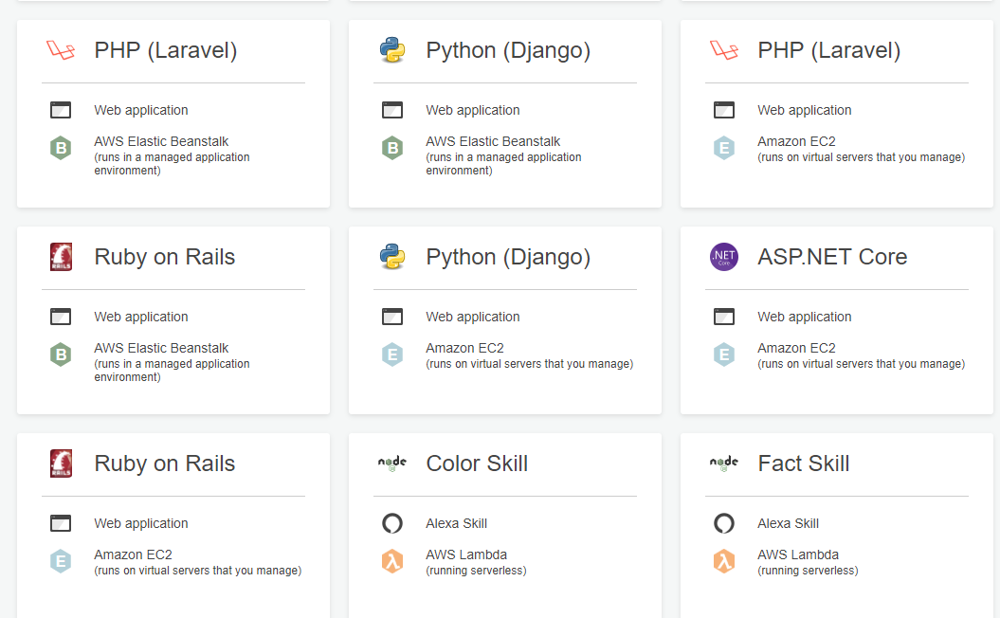 PHP (Laravel)
Web application
B
AWS Elastic Beanstalk
(runs in a managed application
environment)
Python (Django)
Web application
B
AWS Elastic Beanstalk
(runs in a managed application
environment)
PHP (Laravel)
Web application
E
Amazon EC2
(runs on virtual servers that you manage)
RAILS
Ruby on Rails
Web application
B
AWS Elastic Beanstalk
(runs in a managed application
environment)
Python (Django)
Web application
E
Amazon EC2
(runs on virtual servers that you manage)
.NET
Core
ASP.NET Core
Web application
E
Amazon EC2
(runs on virtual servers that you manage)
RAILS
Ruby on Rails
Web application
E
Amazon EC2
(runs on virtual servers that you manage)
node
Color Skill
Alexa Skill
λ
AWS Lambda
(running serverless)
node
Fact Skill
Alexa Skill
λ
AWS Lambda
(running serverless)